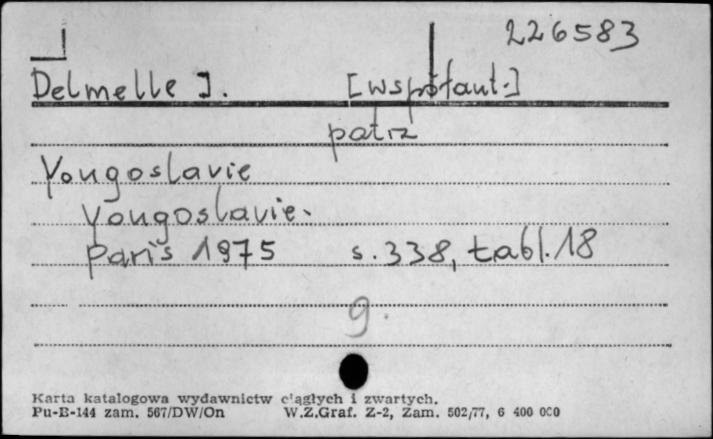 226583
Delmelle J. [współaut.]
patrz
Yougoslavie
Yougoslavie.
Paris 1975 s. 338, tabl. 18
9
Karta katalogowa wydawnictw ciągłych i zwartych.
Pu-B-144 zam. 567/DW/On W.Z.Graf. Z-2, Zam. 502/77, 6 400 000